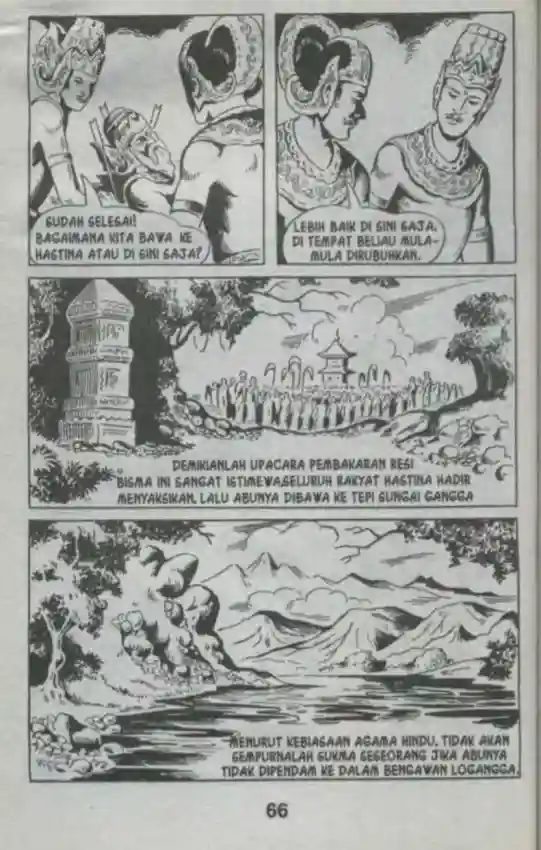 SUDAH SELESAI!
BAGAIMANA KITA BAWA KE
HASTINA ATAU DI SINI SAJA?
LEBIH BAIK DI SINI SAJA.
DI TEMPAT BELIAU MULA-
MULA DIRUBUHKAN.
DEMIKIANLAH UPACARA PEMBAKARAN RESI
BISMA INI SANGAT ISTIMEWA.SELURUH RAKYAT HASTINA HADIR
MENYAKSIKAN. LALU ABUNYA DIBAWA KE TEPI SUNGAI GANGGA
MENURUT KEBIASAAN AGAMA HINDU, TIDAK AKAN
SEMPURNALAH SUKMA SESEORANG JIKA ABUNYA
TIDAK DIPENDAM KE DALAM BENGAWAN LOGANGGA.
66